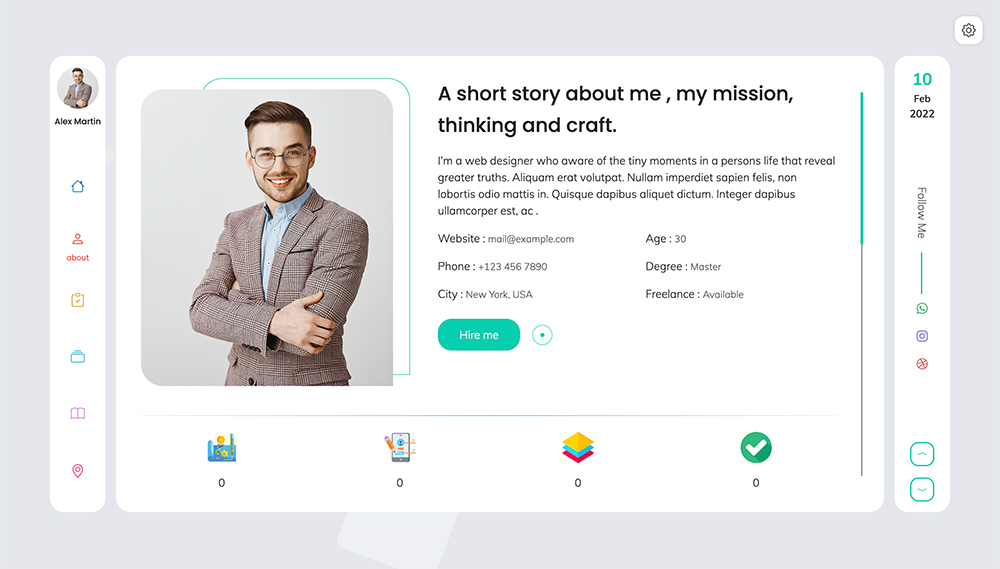 Alex Martin
about
A short story about me , my mission,
thinking and craft.
I'm a web designer who aware of the tiny moments in a persons life that reveal
greater truths. Aliquam erat volutpat. Nullam imperdiet sapien felis, non
lobortis odio mattis in. Quisque dapibus aliquet dictum. Integer dapibus
ullamcorper est, ac .
Website : mail@example.com
Age : 30
Phone : +123 456 7890
Degree : Master
City : New York, USA
Freelance : Available
Hire me
0
0
0
0
10
Feb
2022
Follow Me